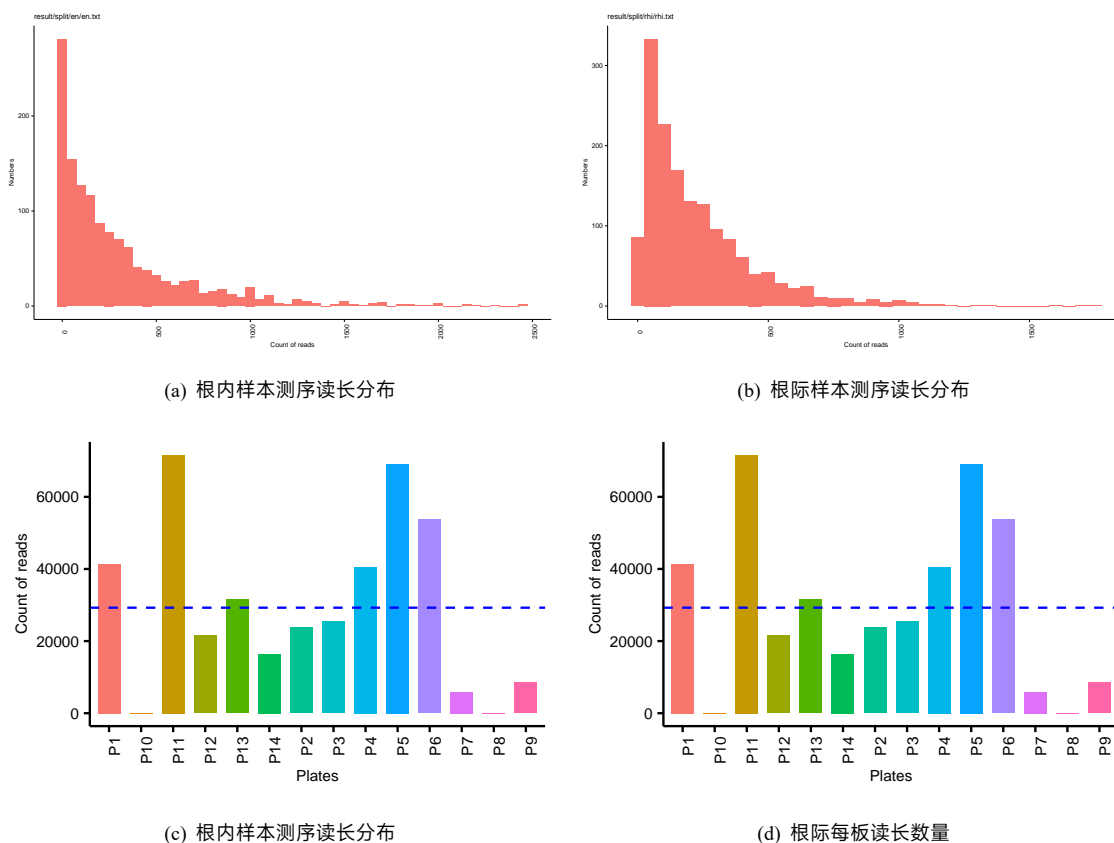 result/split/en/en.txt
Numbers
200
100
0
0
500
1000
1500
2000
2500
Count of reads
(a) 根内样本测序读长分布
result/split/rhi/rhi.txt
Numbers
300
200
100
0
0
500
1000
1500
Count of reads
(b) 根际样本测序读长分布
Count of reads
60000
40000
20000
0
P1
P10
P11
P12
P13
P14
P2
P3
P4
P5
P6
P7
P8
P9
Plates
(c) 根内样本测序读长分布
Count of reads
60000
40000
20000
0
P1
P10
P11
P12
P13
P14
P2
P3
P4
P5
P6
P7
P8
P9
Plates
(d) 根际每板读长数量